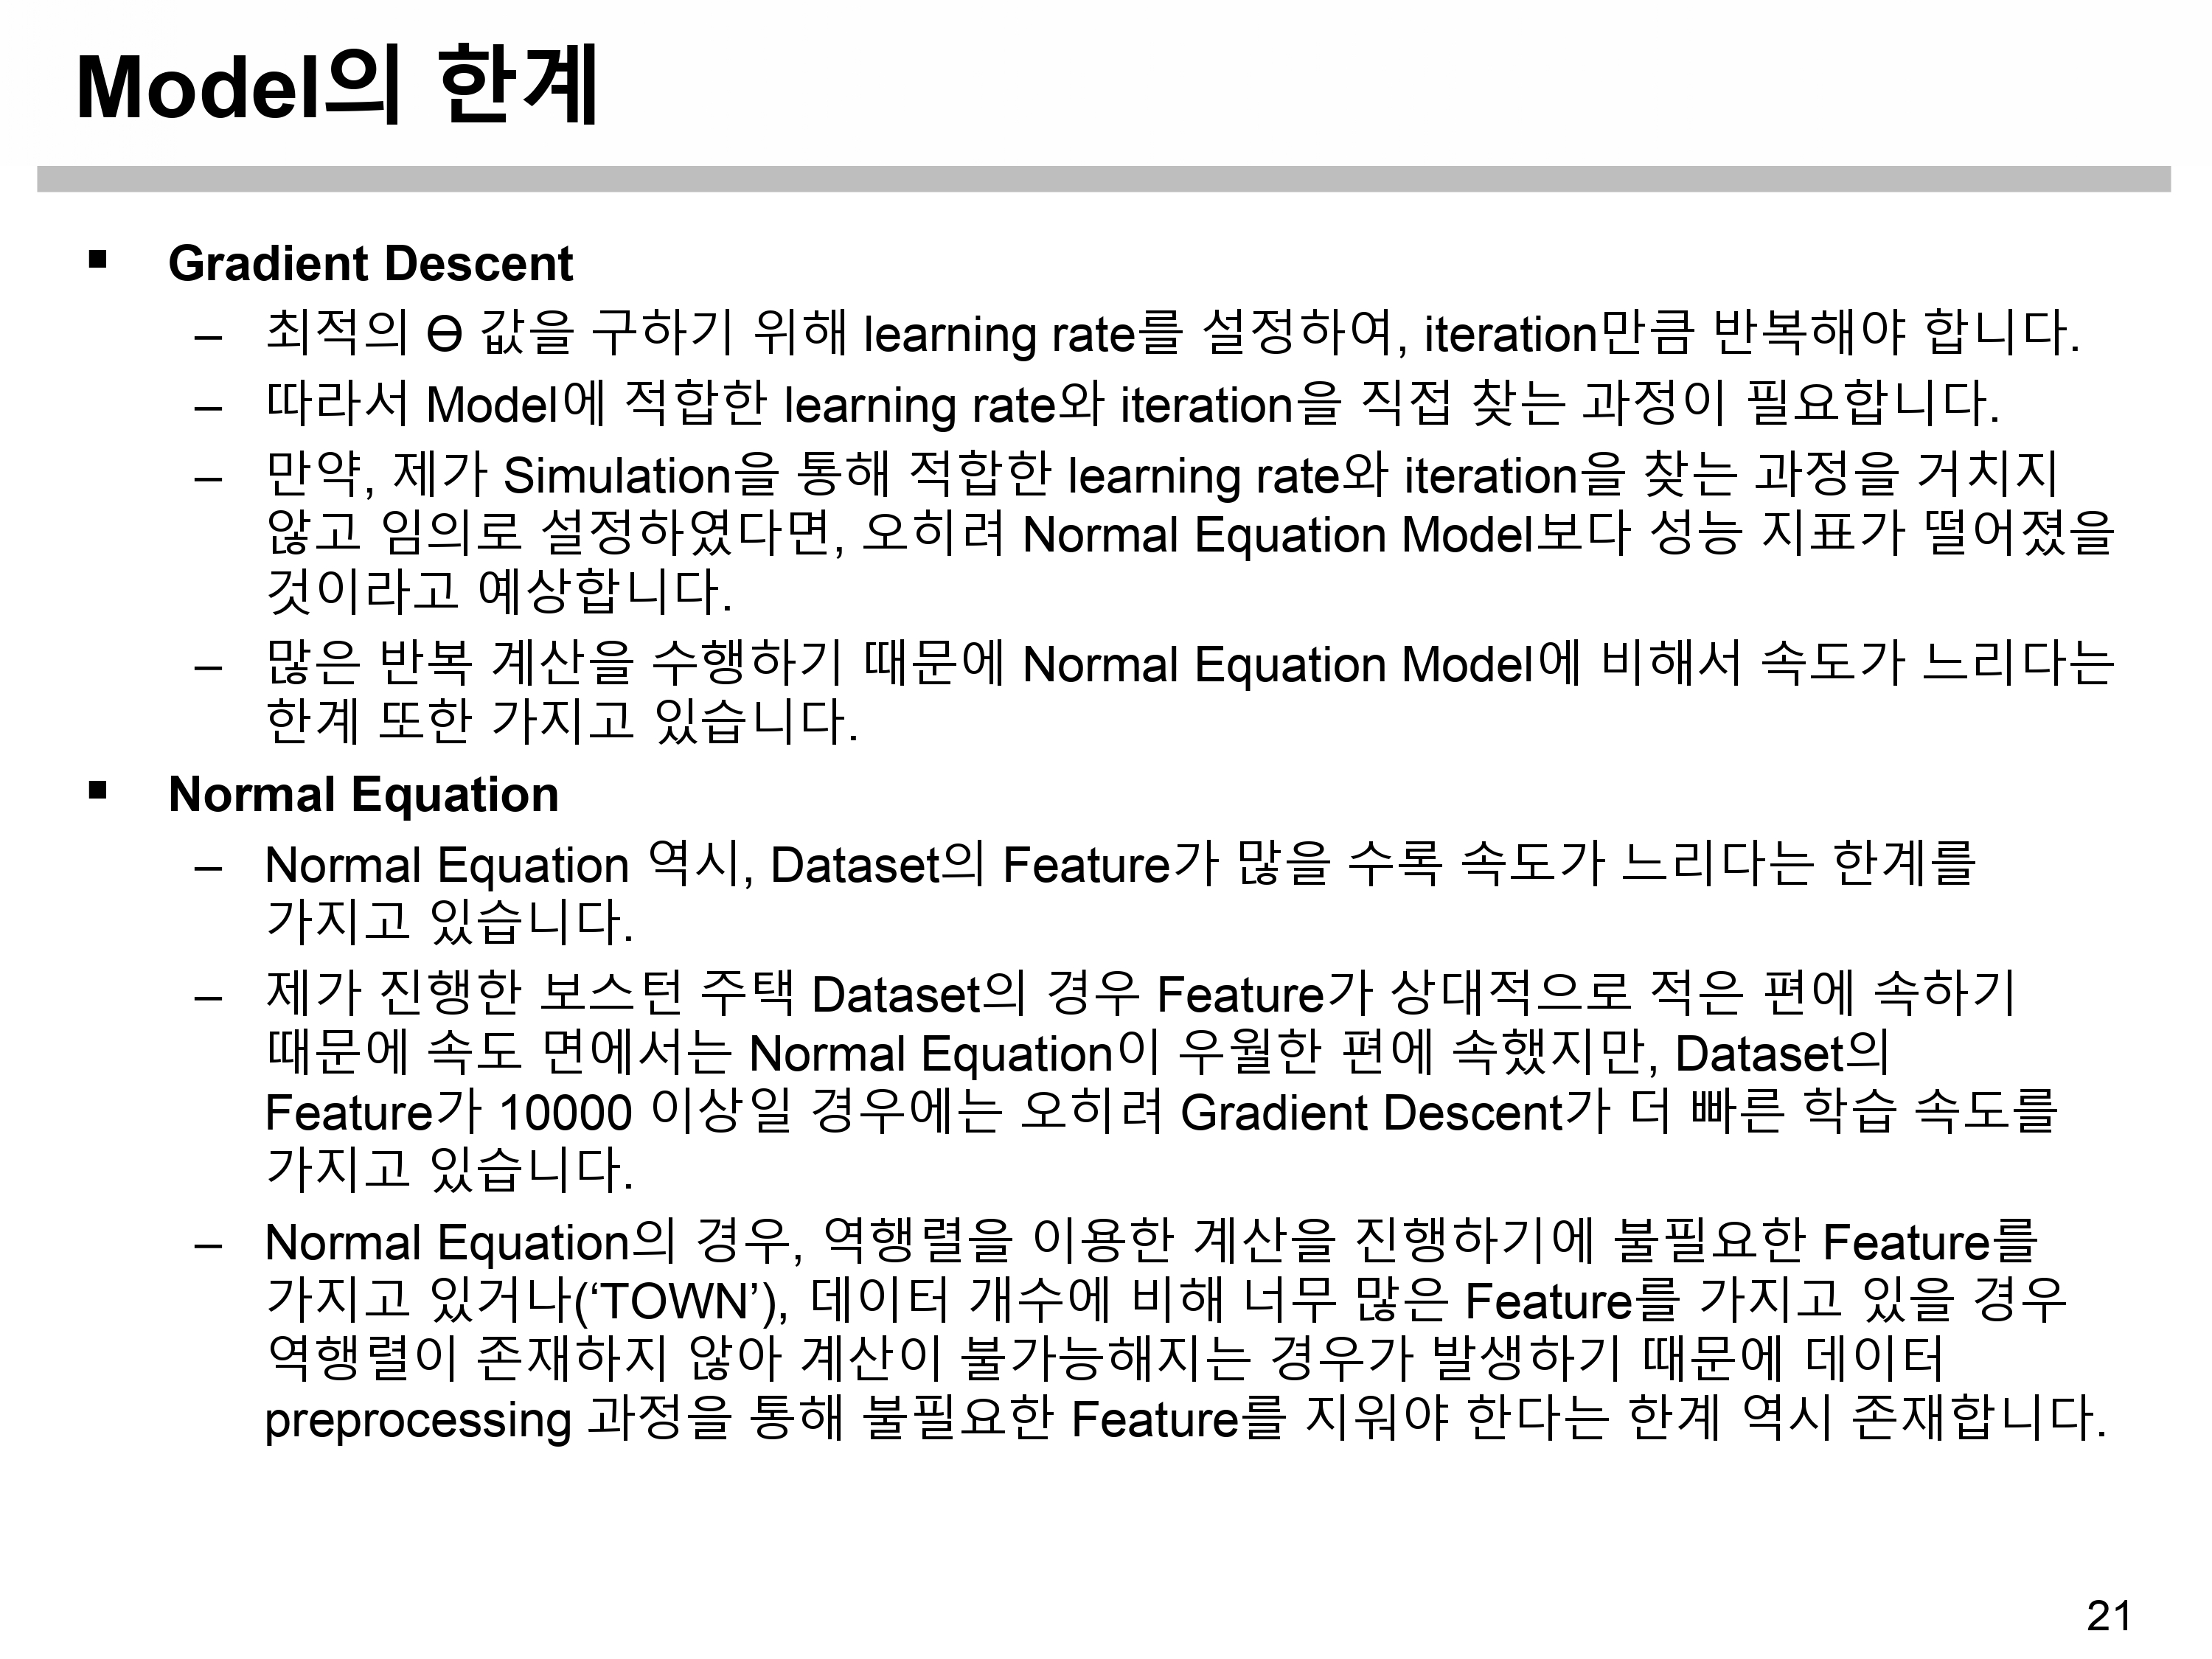 Model의 한계
▪ Gradient Descent
– 최적의 Ɵ 값을 구하기 위해 learning rate를 설정하여, iteration만큼 반복해야 합니다.
– 따라서 Model에 적합한 learning rate와 iteration을 직접 찾는 과정이 필요합니다.
– 만약, 제가 Simulation을 통해 적합한 learning rate와 iteration을 찾는 과정을 거치지
않고 임의로 설정하였다면, 오히려 Normal Equation Model보다 성능 지표가 떨어졌을
것이라고 예상합니다.
– 많은 반복 계산을 수행하기 때문에 Normal Equation Model에 비해서 속도가 느리다는
한계 또한 가지고 있습니다.
▪ Normal Equation
– Normal Equation 역시, Dataset의 Feature가 많을 수록 속도가 느리다는 한계를
가지고 있습니다.
– 제가 진행한 보스턴 주택 Dataset의 경우 Feature가 상대적으로 적은 편에 속하기
때문에 속도 면에서는 Normal Equation이 우월한 편에 속했지만, Dataset의
Feature가 10000 이상일 경우에는 오히려 Gradient Descent가 더 빠른 학습 속도를
가지고 있습니다.
– Normal Equation의 경우, 역행렬을 이용한 계산을 진행하기에 불필요한 Feature를
가지고 있거나(‘TOWN’), 데이터 개수에 비해 너무 많은 Feature를 가지고 있을 경우
역행렬이 존재하지 않아 계산이 불가능해지는 경우가 발생하기 때문에 데이터
preprocessing 과정을 통해 불필요한 Feature를 지워야 한다는 한계 역시 존재합니다.
21